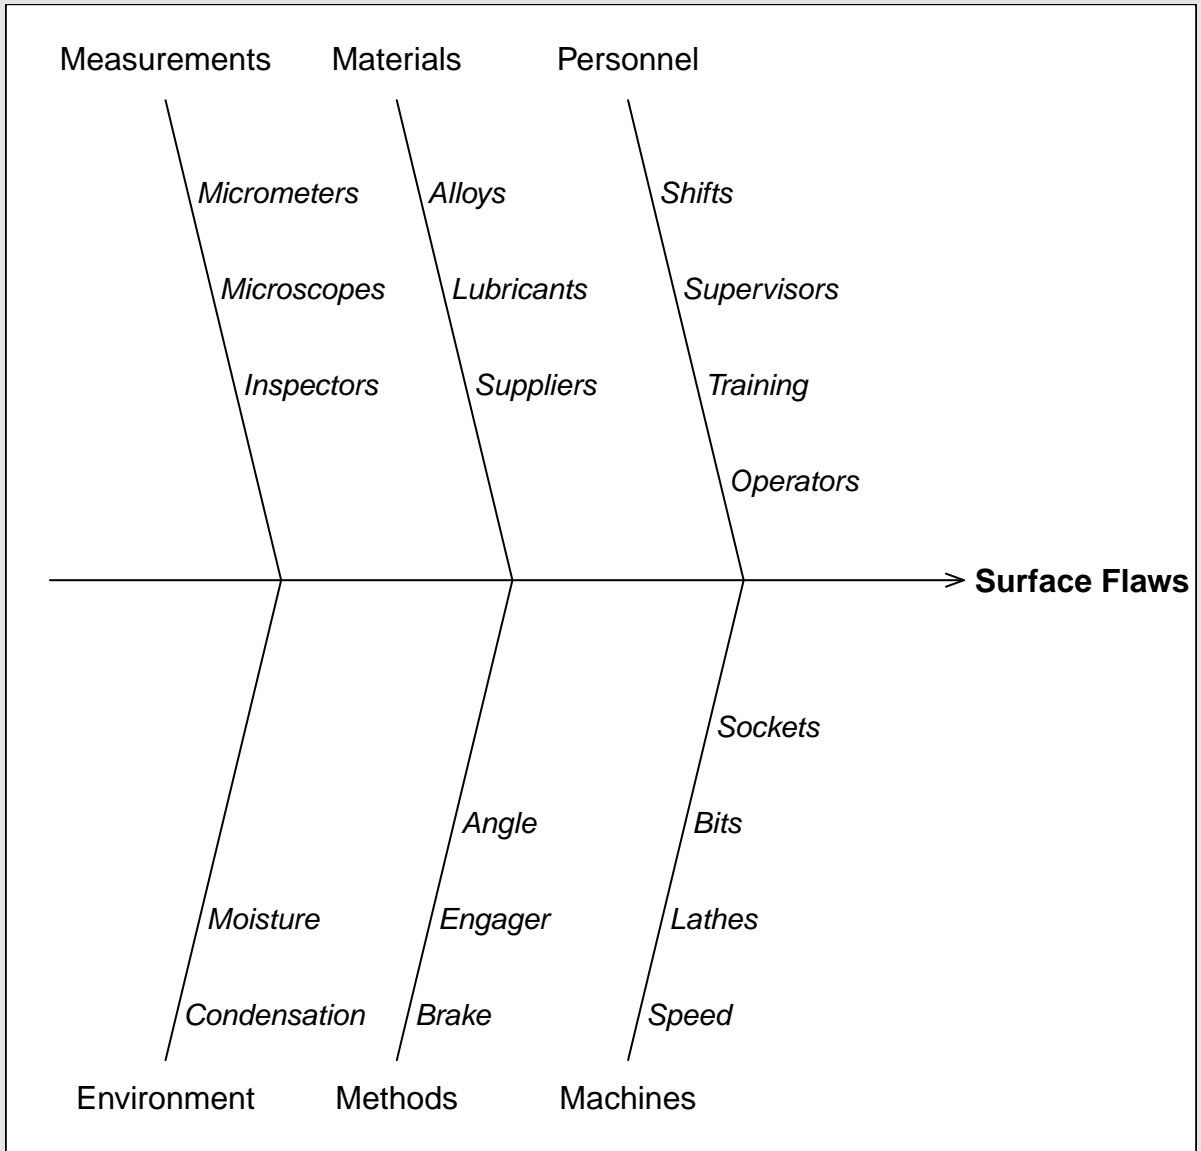 Measurements Materials Personnel
Micrometers Alloys Shifts
Microscopes Lubricants Supervisors
Inspectors Suppliers Training
Operators
Surface Flaws
Sockets
Angle Bits
Moisture Engager Lathes
Condensation Brake Speed
Environment Methods Machines